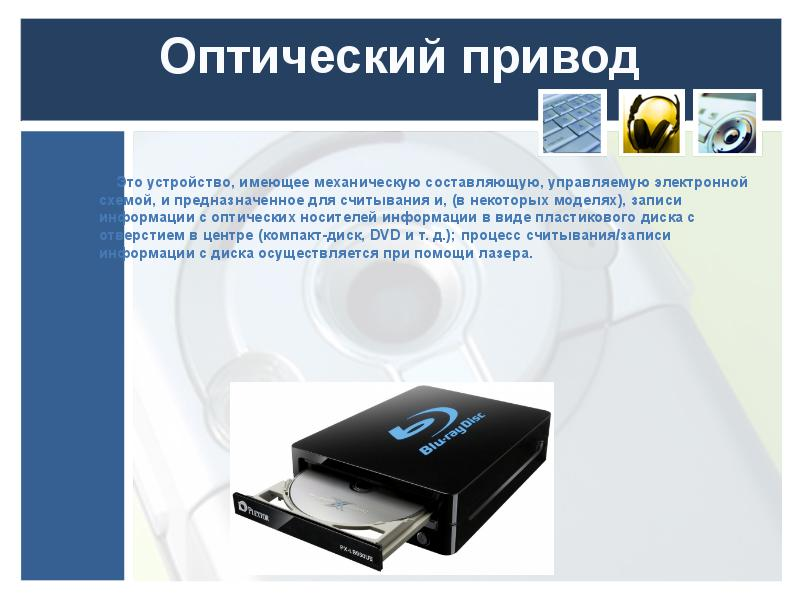 Оптический привод
Это устройство, имеющее механическую составляющую, управляемую электронной
схемой, и предназначенное для считывания и, (в некоторых моделях), записи
информации с оптических носителей информации в виде пластикового диска с
отверстием в центре (компакт-диск, DVD и т. д.); процесс считывания/записи
информации с диска осуществляется при помощи лазера.
Blu-ray Disc
PLEXTOR